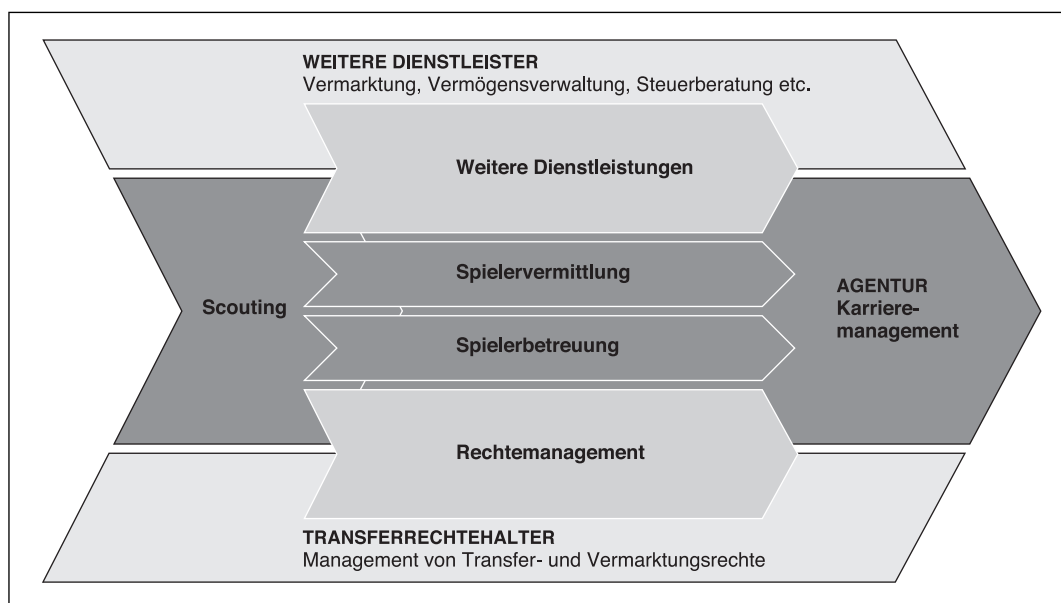 WEITERE DIENSTLEISTER
Vermarktung, Vermögensverwaltung, Steuerberatung etc.
Weitere Dienstleistungen
Scouting
Spielervermittlung
Spielerbetreuung
AGENTUR
Karriere-
management
Rechtemanagement
TRANSFERRECHTEHALTER
Management von Transfer- und Vermarktungsrechte